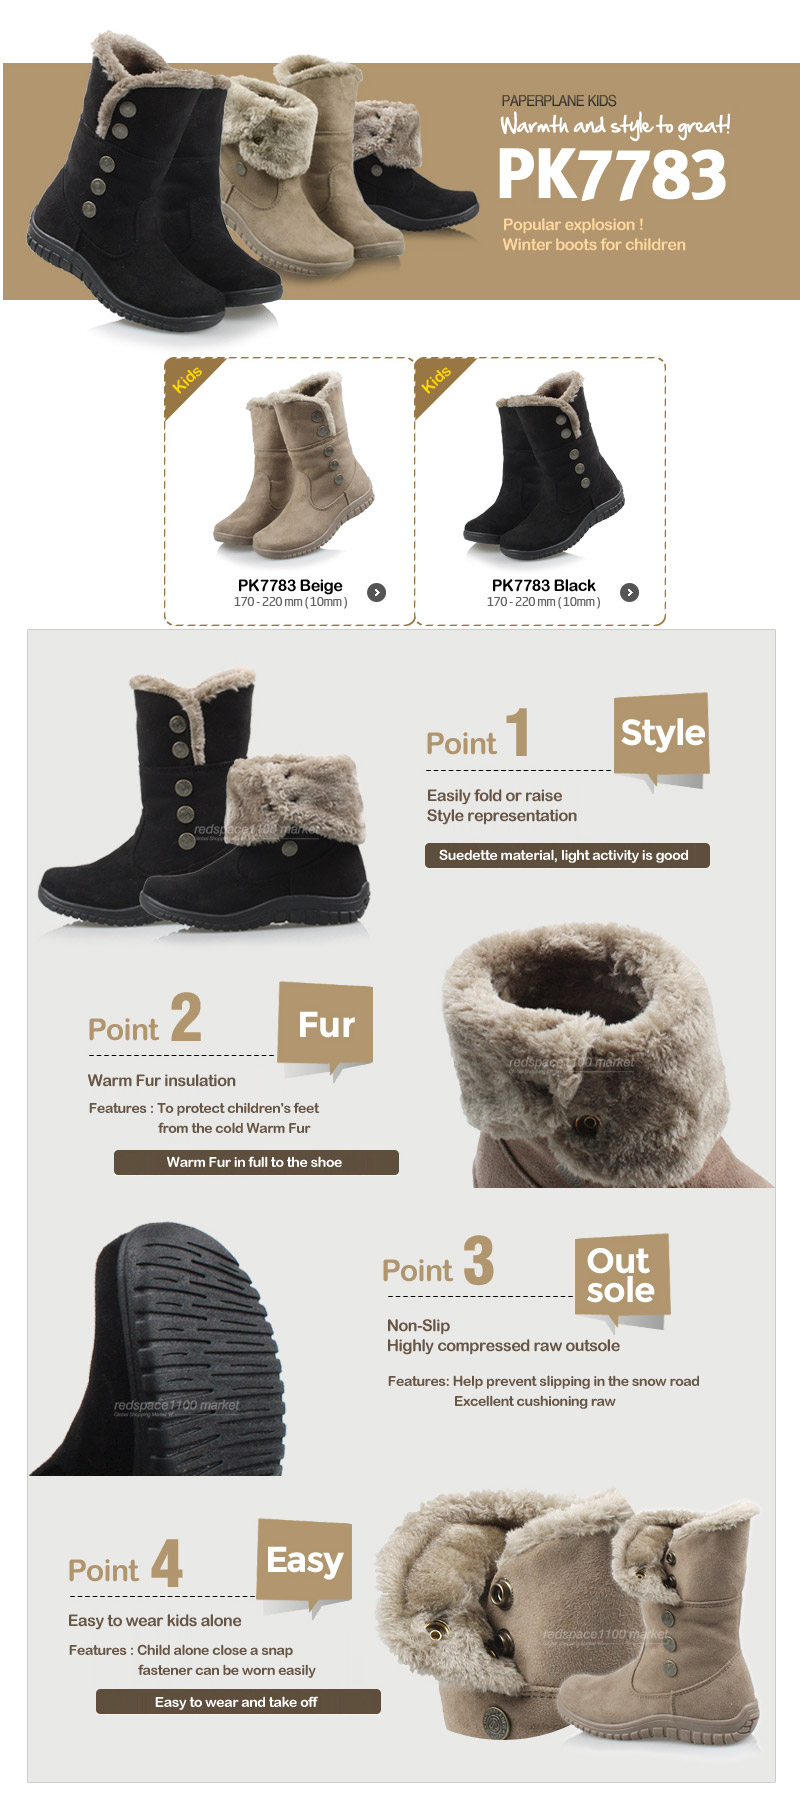 PAPERPLANE KIDS
Warmth and style to great!
PK7783
Popular explosion !
Winter boots for children
Kids
Kids
PK7783 Beige
170 - 220 mm ( 10mm )
PK7783 Black
170 - 220 mm ( 10mm )
Point 1
Style
Easily fold or raise
Style representation
Suedette material, light activity is good
redspace1100 market
Point 2
Fur
Warm Fur insulation
Features : To protect children's feet
from the cold Warm Fur
Warm Fur in full to the shoe
redspace1100 market
Point 3
Out
sole
Non-Slip
Highly compressed raw outsole
Features: Help prevent slipping in the snow road
Excellent cushioning raw
redspace1100 market
Global Shopping Market
Point 4
Easy
Easy to wear kids alone
Features : Child alone close a snap
fastener can be worn easily
Easy to wear and take off
redspace1100 market